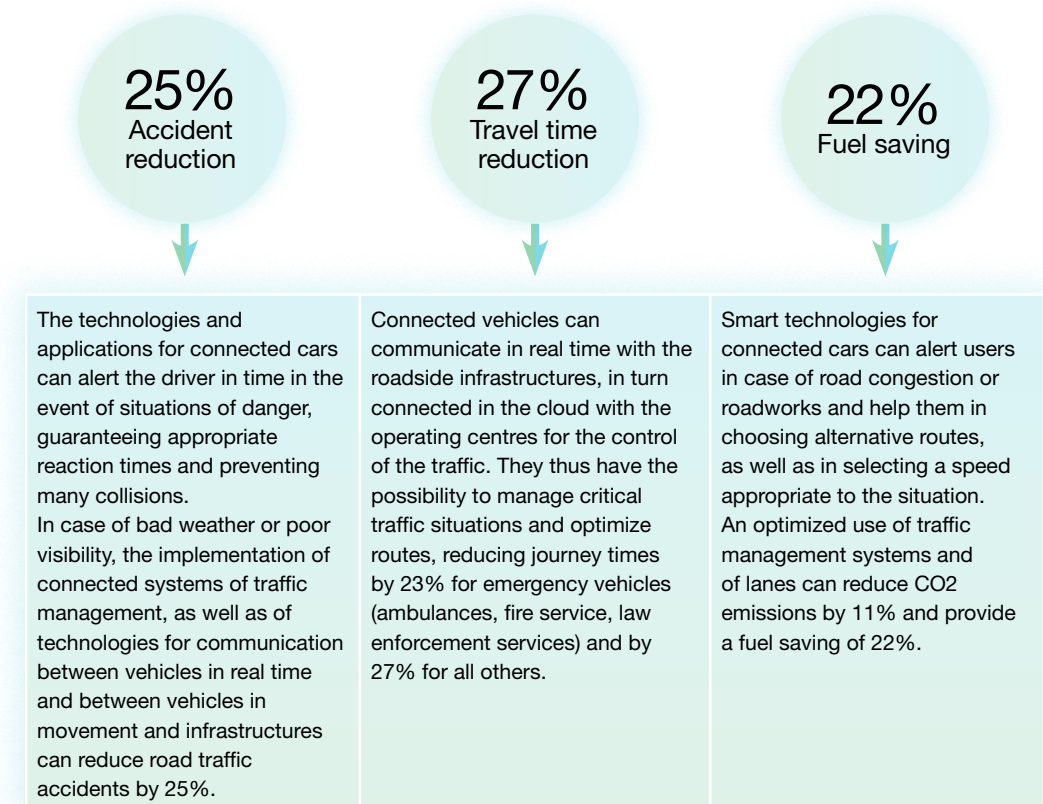 25%
Accident
reduction
27%
Travel time
reduction
22%
Fuel saving
The technologies and
applications for connected cars
can alert the driver in time in the
event of situations of danger,
guaranteeing appropriate
reaction times and preventing
many collisions.
In case of bad weather or poor
visibility, the implementation of
connected systems of traffic
management, as well as of
technologies for communication
between vehicles in real time
and between vehicles in
movement and infrastructures
can reduce road traffic
accidents by 25%.
Connected vehicles can
communicate in real time with the
roadside infrastructures, in turn
connected in the cloud with the
operating centres for the control
of the traffic. They thus have the
possibility to manage critical
traffic situations and optimize
routes, reducing journey times
by 23% for emergency vehicles
(ambulances, fire service, law
enforcement services) and by
27% for all others.
Smart technologies for
connected cars can alert users
in case of road congestion or
roadworks and help them in
choosing alternative routes,
as well as in selecting a speed
appropriate to the situation.
An optimized use of traffic
management systems and
of lanes can reduce CO2
emissions by 11% and provide
a fuel saving of 22%.